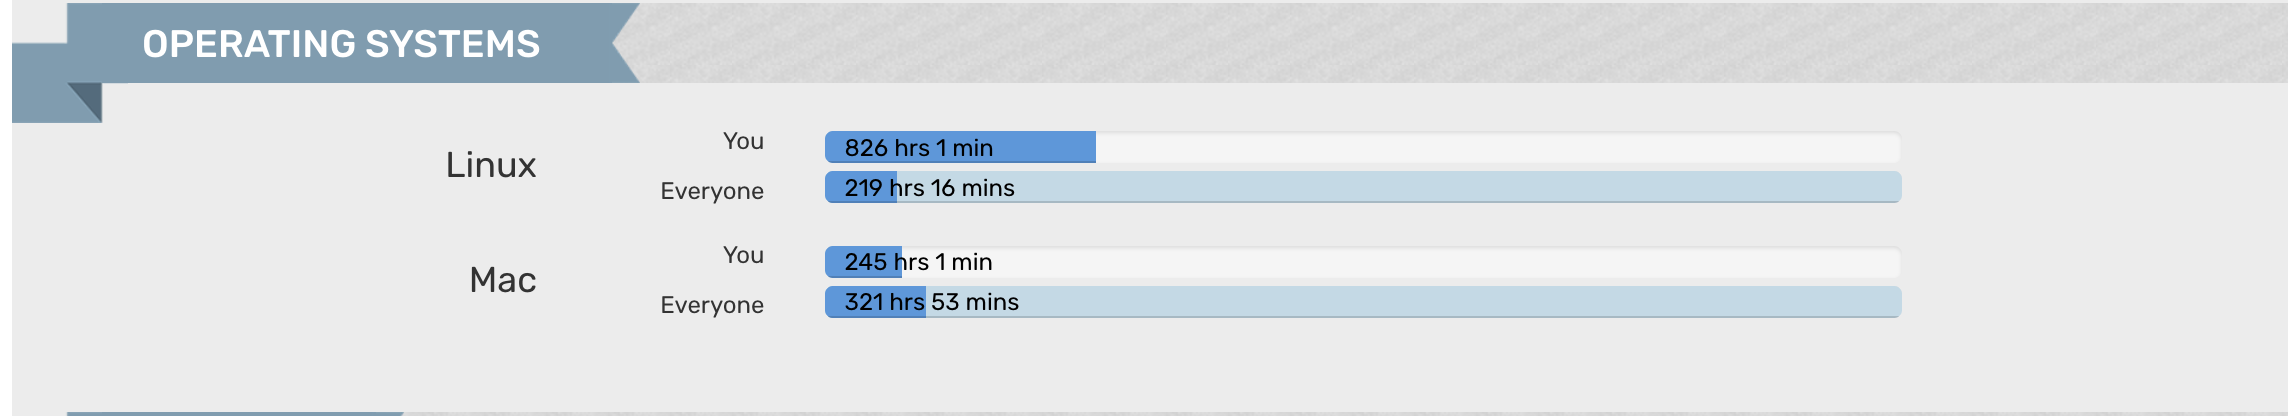 OPERATING SYSTEMS
Linux
You
826 hrs 1 min
Everyone
219 hrs 16 mins
Mac
You
245 hrs 1 min
Everyone
321 hrs 53 mins